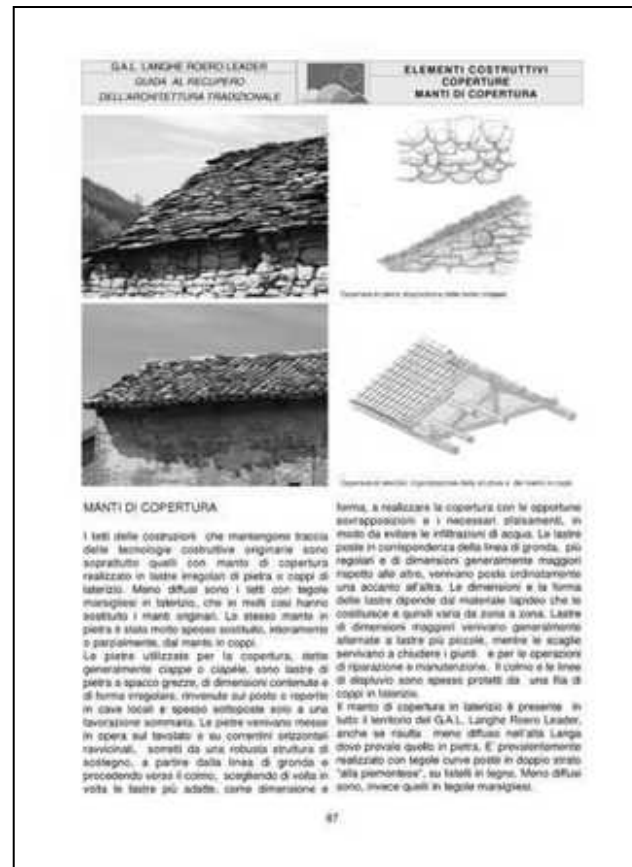 G.A.L. LANGHE ROERO LEADER
GUIDA AL RECUPERO
DELL'ARCHITETTURA TRADIZIONALE
ELEMENTI COSTRUTTIVI
COPERTURE
MANTI DI COPERTURA
MANTI DI COPERTURA
I tetti delle costruzioni che mantengono traccia
delle tecnologie costruttive originarie sono
soprattutto quelli con manto di copertura
realizzato in lastre irregolari di pietra o coppi di
laterizio. Meno diffusi sono i tetti con tegole
marsigliesi in laterizio, che in molti casi hanno
sostituito i manti originari. Lo stesso manto in
pietra è stato molto spesso sostituito, interamente
o parzialmente, dal manto in coppi.
Le pietre utilizzate per la copertura, dette
generalmente ciappe o ciapele, sono lastre di
pietra a spacco grezze, di dimensioni contenute e
di forma irregolare, rinvenute sul posto o reperite
in cave locali e spesso sottoposte solo a una
lavorazione sommaria. Le pietre venivano messe
in opera sul tavolato o su correntini orizzontali
ravvicinati, sorretti da una robusta struttura di
sostegno, a partire dalla linea di gronda e
procedendo verso il colmo, scegliendo di volta in
volta le lastre più adatte, come dimensione e
forma, a realizzare la copertura con le opportune
sovrapposizioni e i necessari sfalsamenti, in
modo da evitare le infiltrazioni di acqua. Le lastre
poste in corrispondenza della linea di gronda, più
regolari e di dimensioni generalmente maggiori
rispetto alle altre, venivano poste ordinatamente
una accanto all'altra. Le dimensioni e la forma
delle lastre dipende dal materiale lapideo che le
costituisce e quindi varia da zona a zona. Lastre
di dimensioni maggiori venivano generalmente
alternate a lastre più piccole, mentre le scaglie
servivano a chiudere i giunti e per le operazioni
di riparazione e manutenzione. Il colmo e le linee
di displuvio sono spesso protetti da una fila di
coppi in laterizio.
Il manto di copertura in laterizio è presente in
tutto il territorio del G.A.L. Langhe Roero Leader,
anche se risulta meno diffuso nell'alta Langa
dove prevale quello in pietra. E' prevalentemente
realizzato con tegole curve poste in doppio strato
"alla piemontese", su listelli in legno. Meno diffusi
sono, invece quelli in tegole marsigliesi.
67